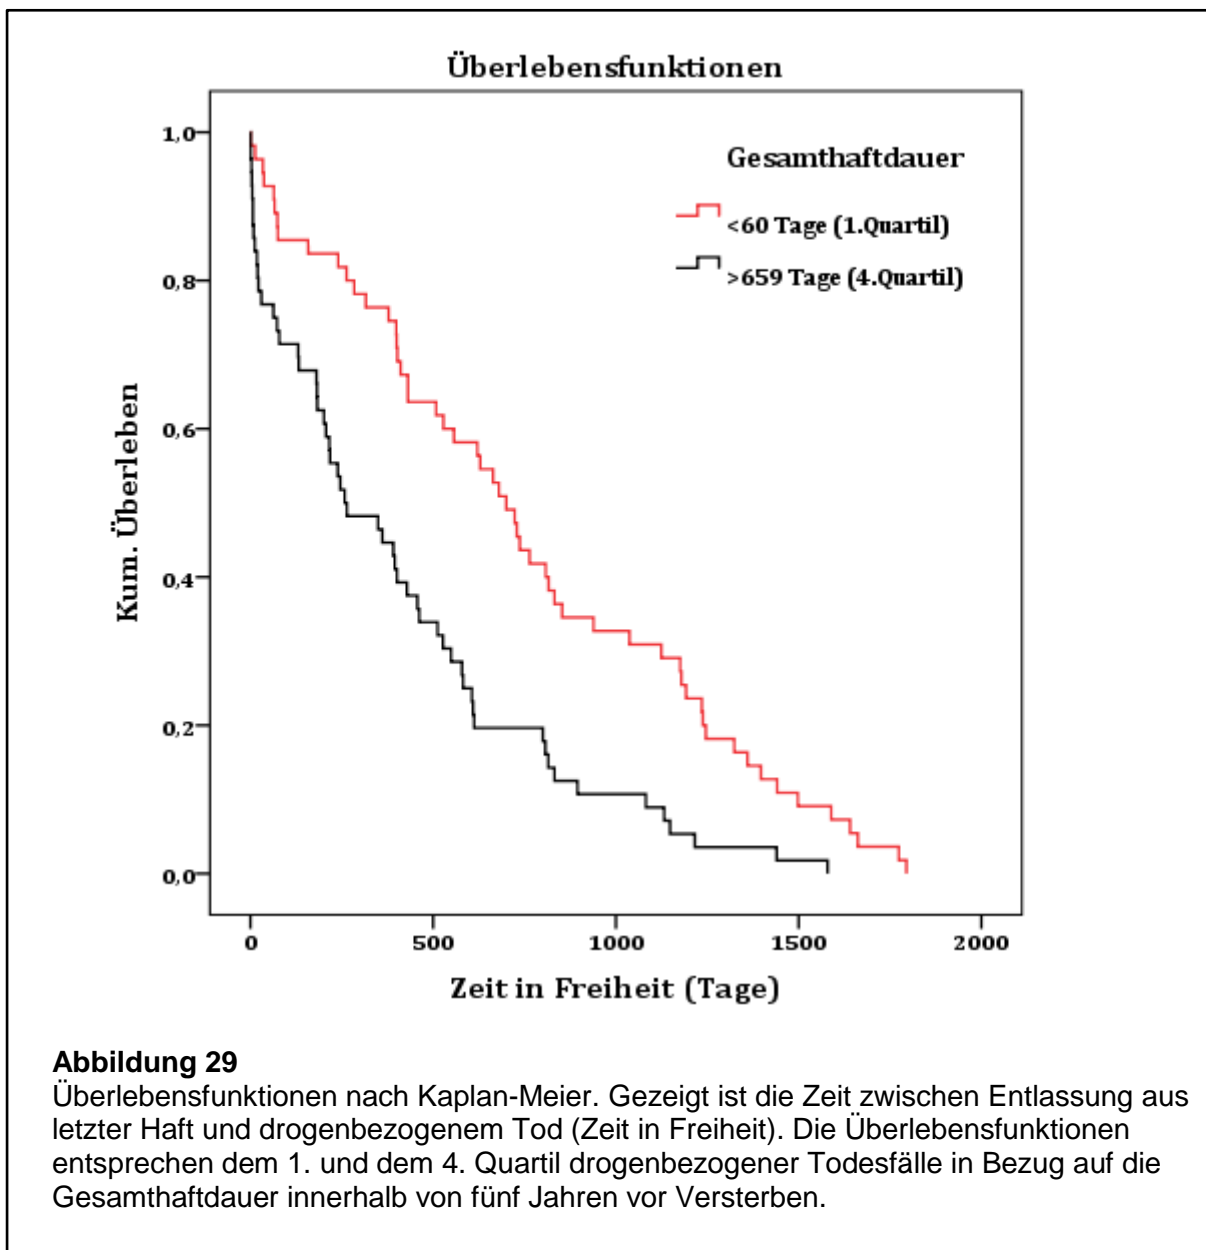 Überlebensfunktionen
Gesamthaftdauer
<60 Tage (1.Quartil)
>659 Tage (4.Quartil)
Kum. Überleben
1,0
0,8
0,6
0,4
0,2
0,0
0 500 1000 1500 2000
Zeit in Freiheit (Tage)
Abbildung 29
Überlebensfunktionen nach Kaplan-Meier. Gezeigt ist die Zeit zwischen Entlassung aus
letzter Haft und drogenbezogenem Tod (Zeit in Freiheit). Die Überlebensfunktionen
entsprechen dem 1. und dem 4. Quartil drogenbezogener Todesfälle in Bezug auf die
Gesamthaftdauer innerhalb von fünf Jahren vor Versterben.